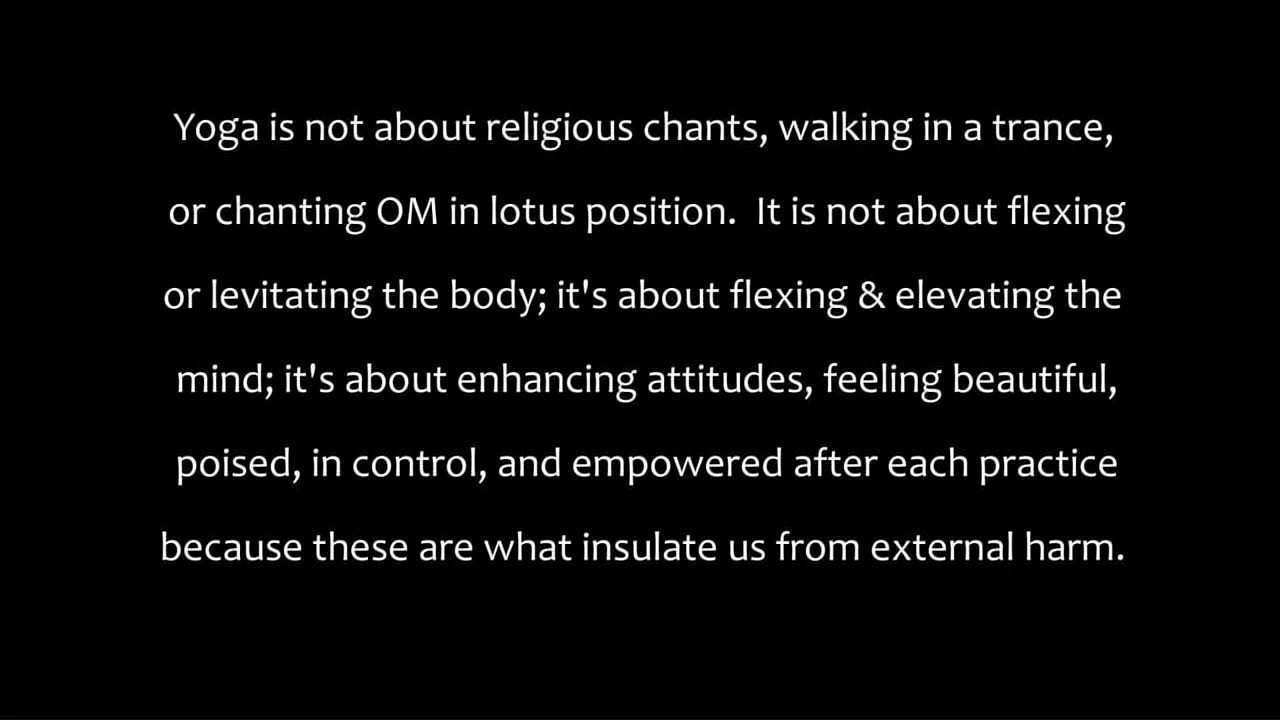 Yoga is not about religious chants, walking in a trance,
or chanting OM in lotus position.  It is not about flexing
or levitating the body; it's about flexing & elevating the
mind; it's about enhancing attitudes, feeling beautiful,
poised, in control, and empowered after each practice
because these are what insulate us from external harm.